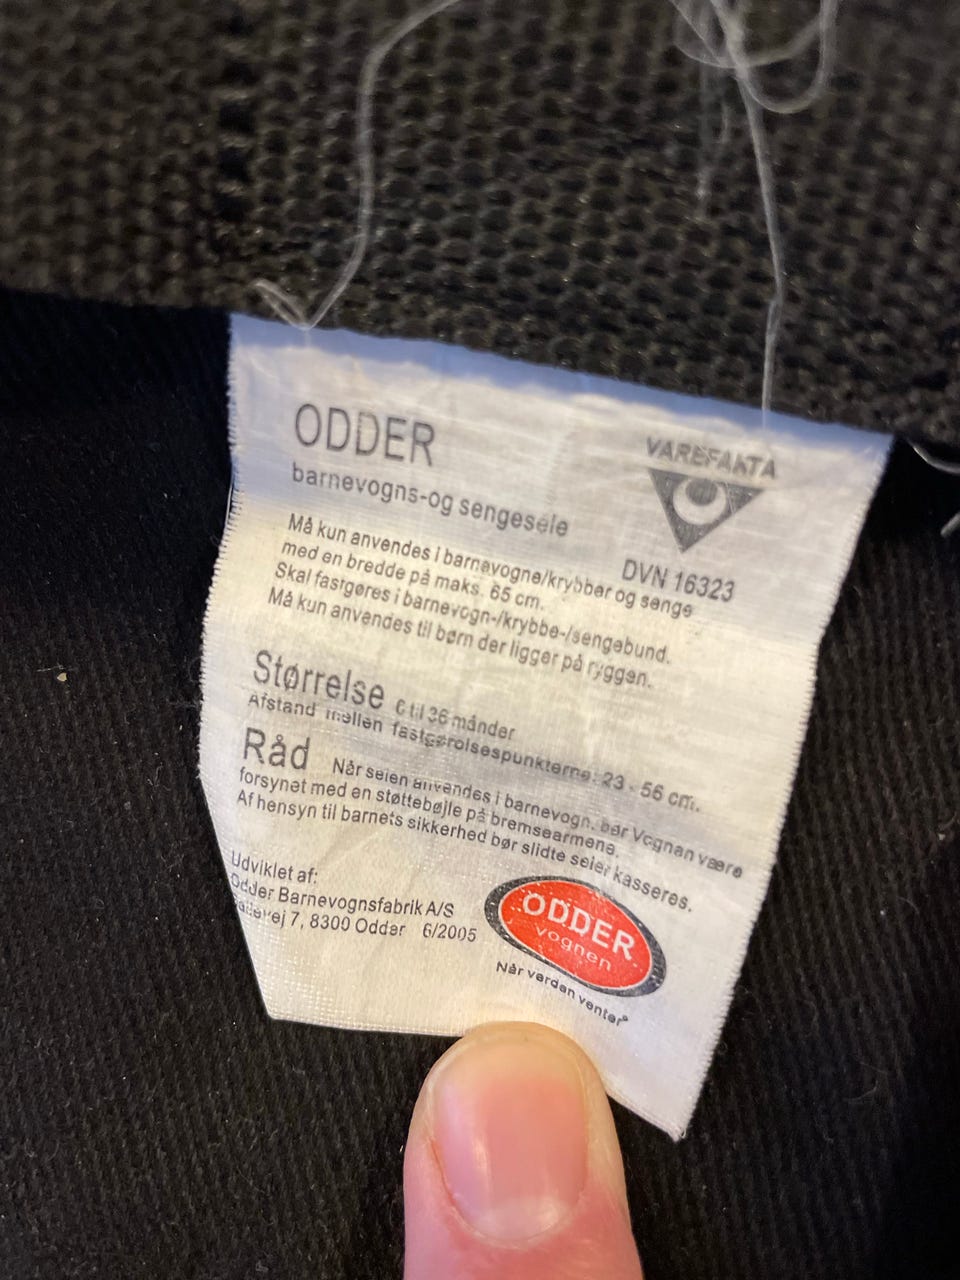 ODDER
barnevogns-og sengesele
VAREFAKTA
DVN 16323
Må kun anvendes i barnevogne/krybber og senge
med en bredde på maks. 65 cm.
Skal fastgøres i barnevogn-/krybbe-/sengebund.
Må kun anvendes til børn der ligger på ryggen.
Størrelse 6 til 36 månder
Afstand mellen fastgørolsespunkterne: 23 - 56 cm.
Råd Når selen anvendes i barnevogn, bør Vognan være
forsynet med en støttebøjle på bremsearmene.
Af hensyn til barnets sikkerhed bør slidte seler kasseres.
Udviklet af:
Odder Barnevognsfabrik A/S
7, 8300 Odder 6/2005
ODDER
vognen
Når verden venter